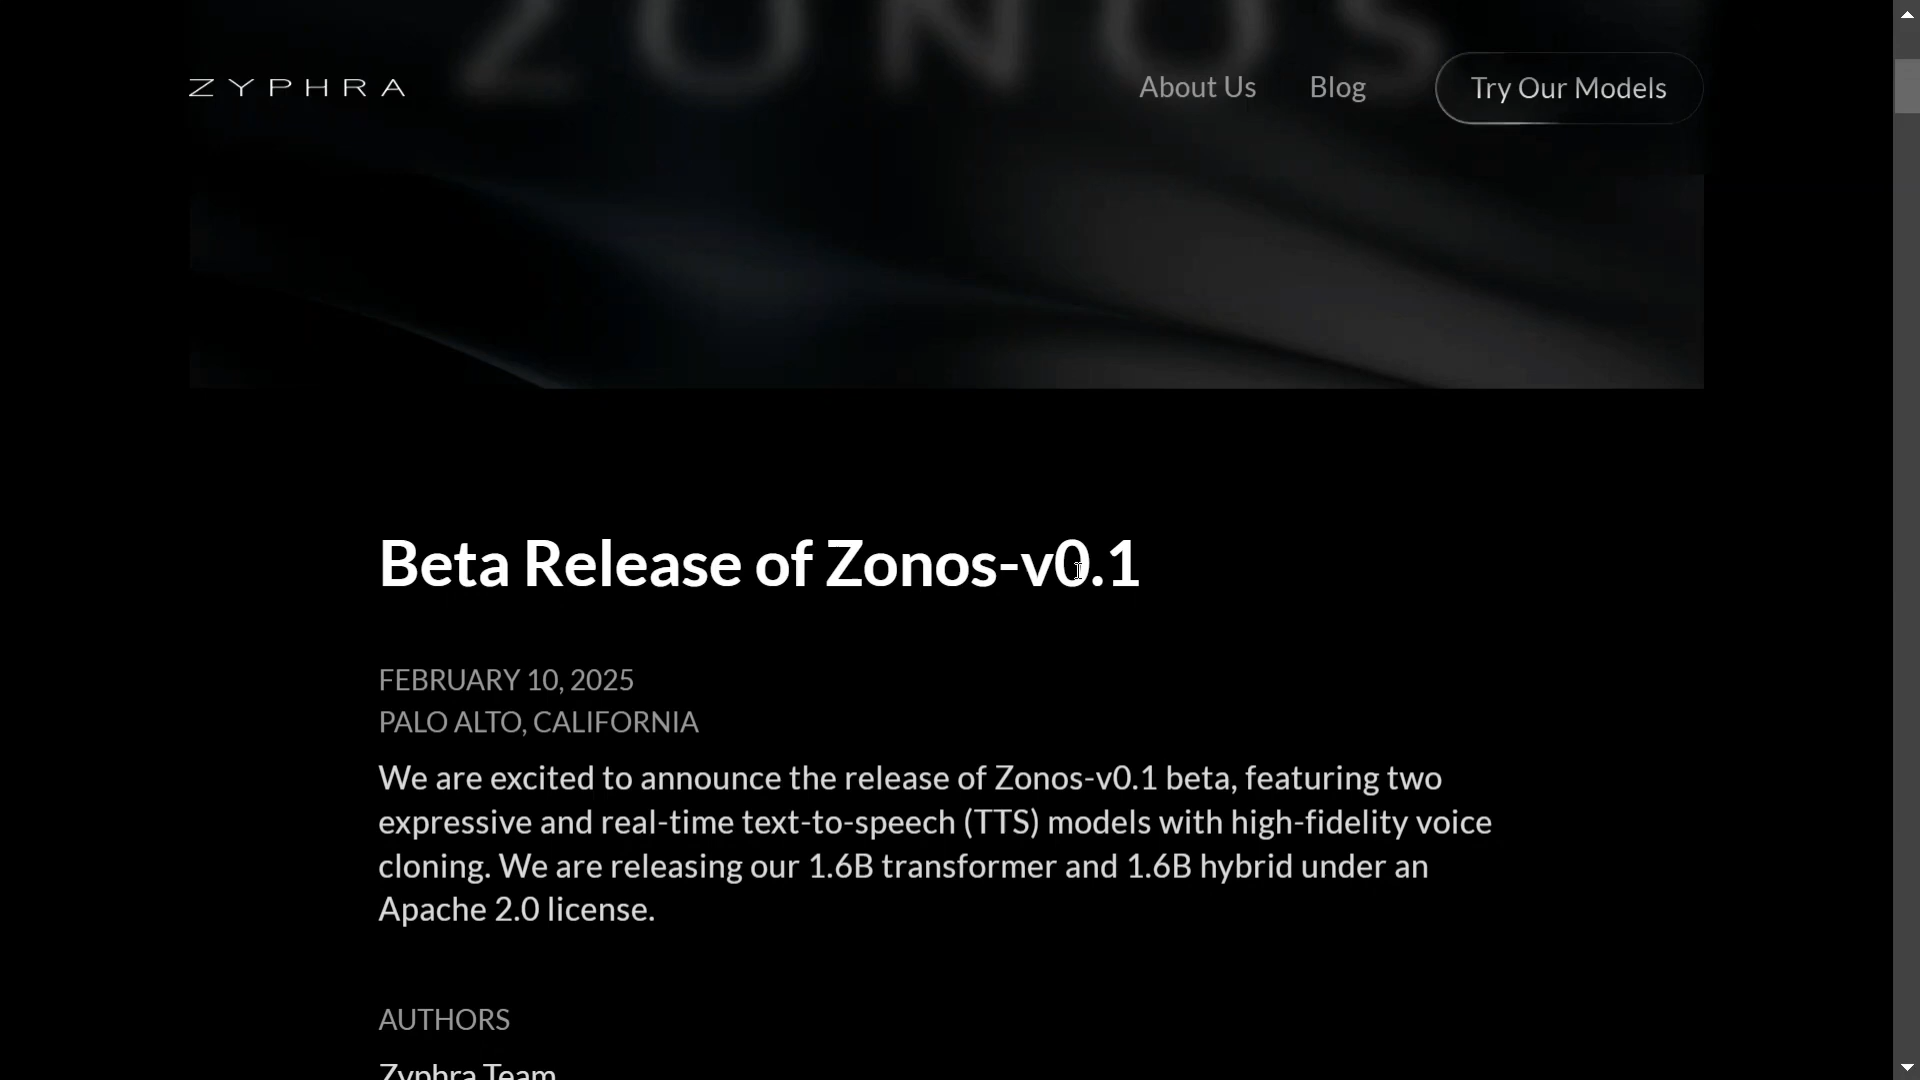 ZONOS
ZYPHRA
About Us
Blog
Try Our Models
Beta Release of Zonos-v0.1
FEBRUARY 10, 2025
PALO ALTO, CALIFORNIA
We are excited to announce the release of Zonos-v0.1 beta, featuring two
expressive and real-time text-to-speech (TTS) models with high-fidelity voice
cloning. We are releasing our 1.6B transformer and 1.6B hybrid under an
Apache 2.0 license.
AUTHORS
Zyphra Team